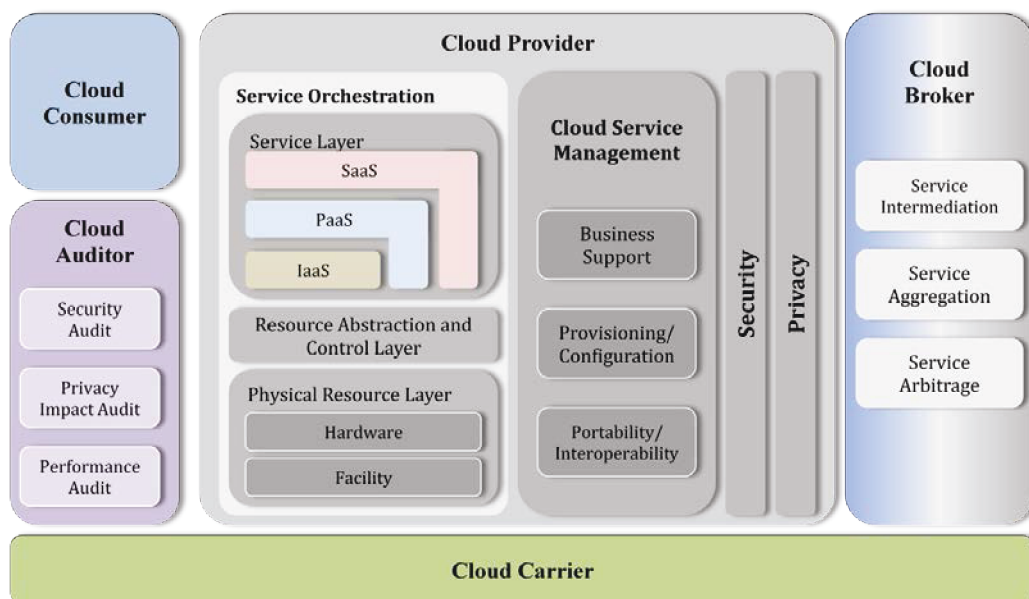 Cloud
Consumer
Cloud
Auditor
Security
Audit
Privacy
Impact Audit
Performance
Audit
Cloud Provider
Service Orchestration
Service Layer
SaaS
PaaS
IaaS
Resource Abstraction and
Control Layer
Physical Resource Layer
Hardware
Facility
Cloud Service
Management
Business
Support
Provisioning/
Configuration
Portability/
Interoperability
Security
Privacy
Cloud
Broker
Service
Intermediation
Service
Aggregation
Service
Arbitrage
Cloud Carrier